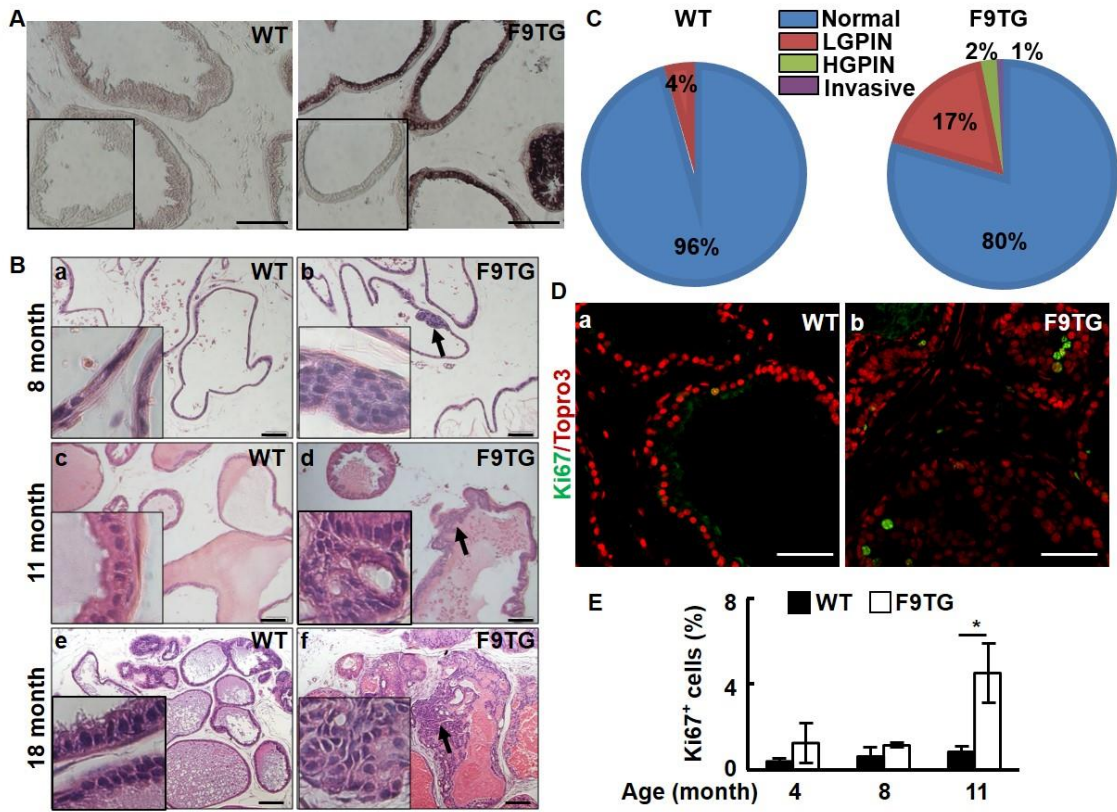 A
WT
F9TG
B
8 month
a
WT
b
F9TG
11 month
c
WT
d
F9TG
18 month
e
WT
f
F9TG
C
WT
Normal
LGPIN
HGPIN
Invasive
F9TG
4%
96%
2%
1%
17%
80%
D
Ki67/Topro3
a
WT
b
F9TG
E
WT
F9TG
Ki67+ cells (%)
8
4
0
*
Age (month)
4
8
11